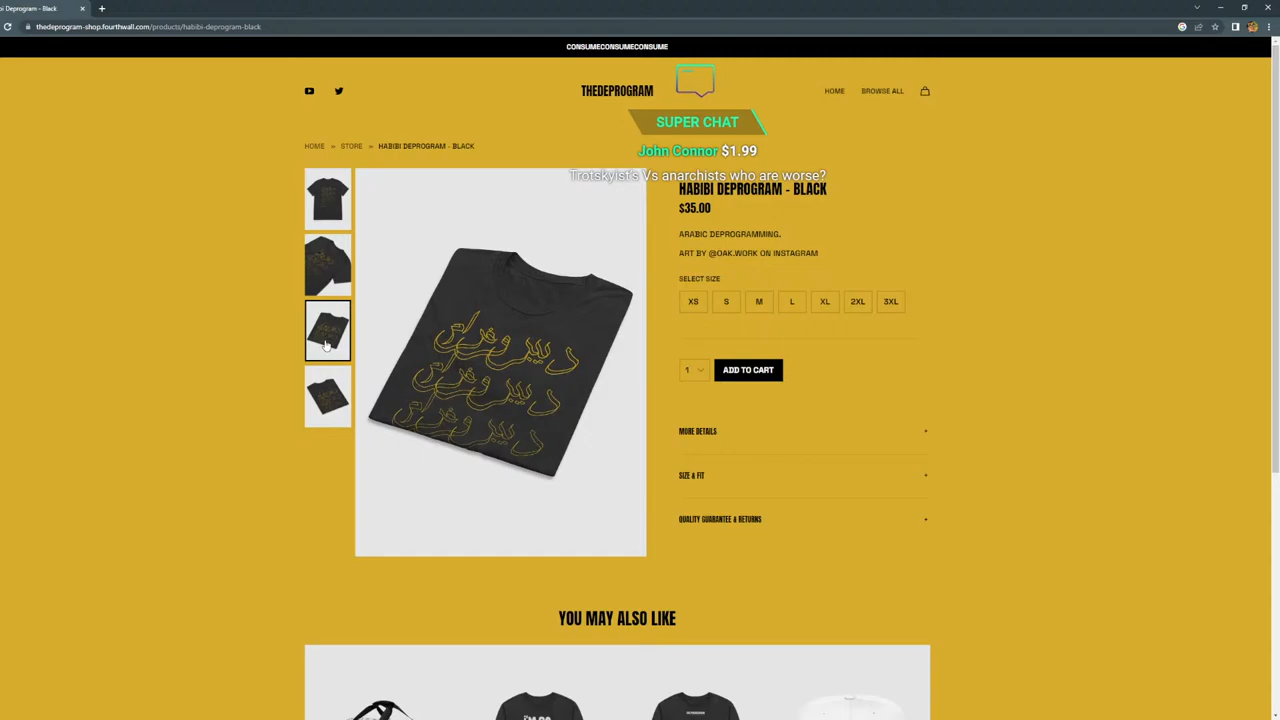 bi Deprogram - Black
thedeprogram-shop.fourthwall.com/products/habibi-deprogram-black
CONSUMECONSUMECONSUME
THEDEPROGRAM
HOME BROWSE ALL
SUPER CHAT
John Connor $1.99
Trotskyist's Vs anarchists who are worse?
HOME » STORE » HABIBI DEPROGRAM - BLACK
HABIBI DEPROGRAM - BLACK
$35.00
ARABIC DEPROGRAMMING.
ART BY @OAK.WORK ON INSTAGRAM
SELECT SIZE
XS S M L XL 2XL 3XL
1 ADD TO CART
MORE DETAILS +
SIZE & FIT +
QUALITY GUARANTEE & RETURNS +
YOU MAY ALSO LIKE